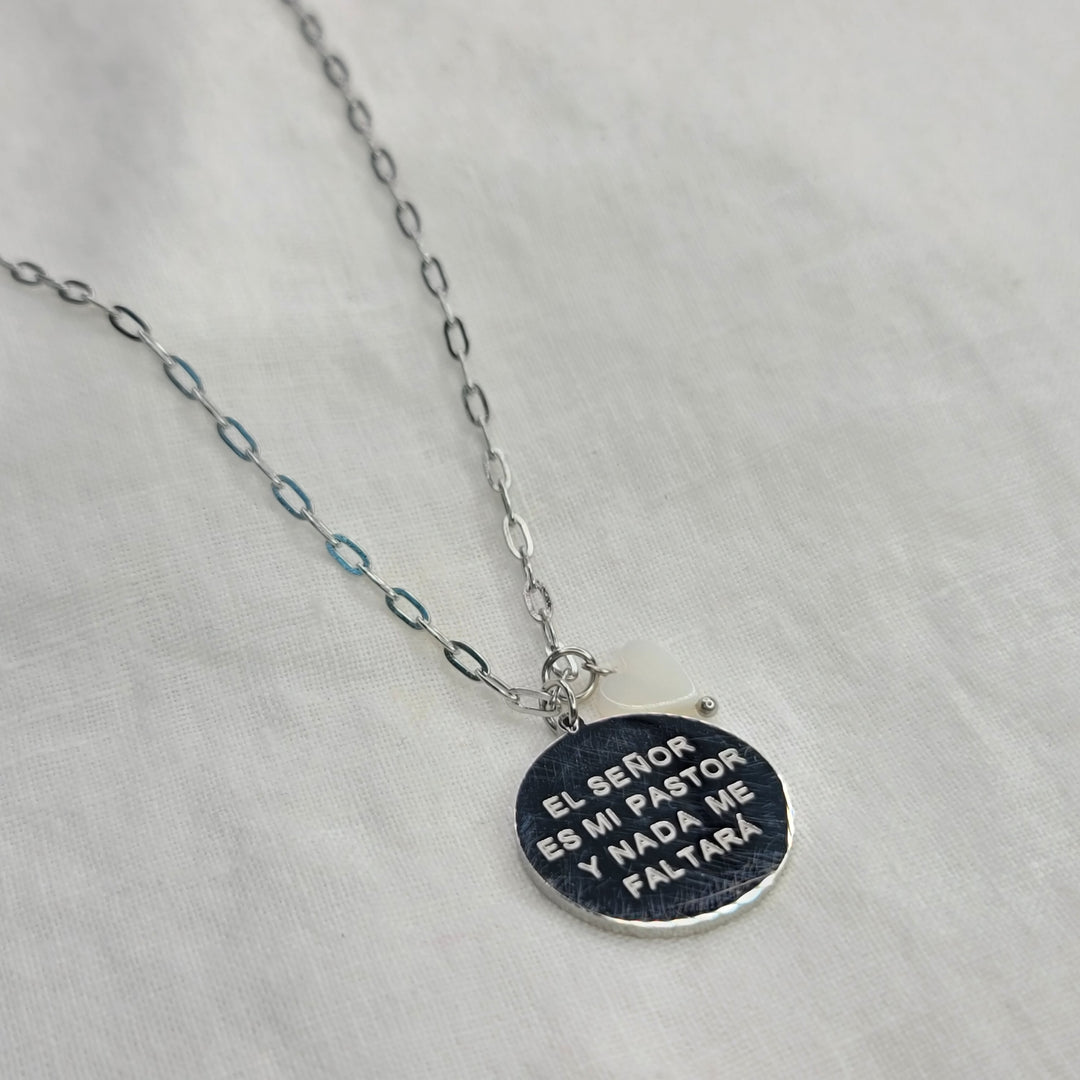 EL SEÑOR
ES MI PASTOR
Y NADA ME
FALTARÁ